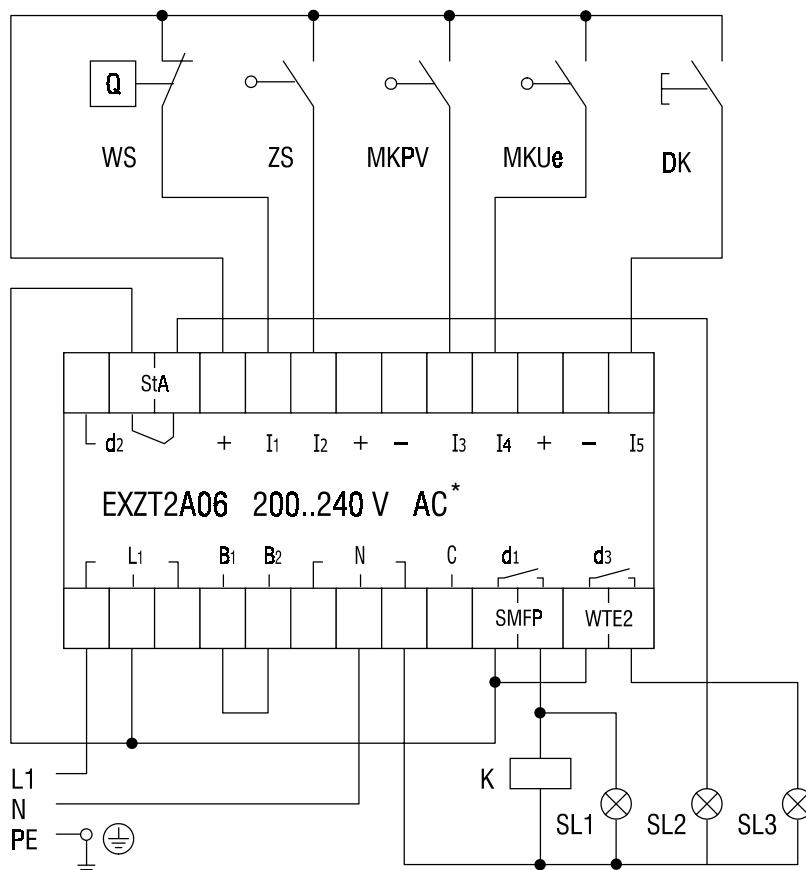 Q
WS ZS MKPV MKUe DK
StA
d2 + I1 I2 + − I3 I4 + − I5
EXZT2A06 200..240 V AC*
L1 B1 B2 N C d1 d3
SMFP WTE2
L1
N
PE
K SL1 SL2 SL3